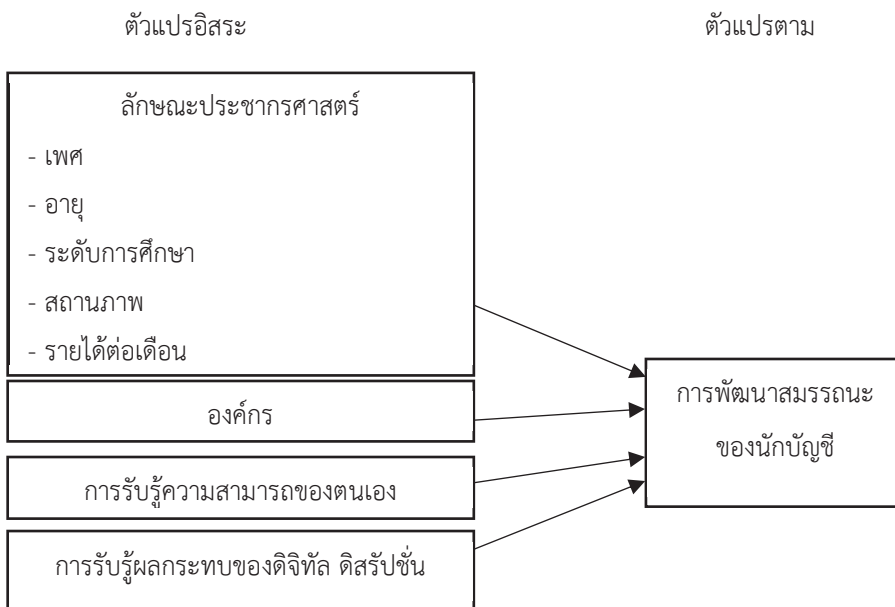 ตัวแปรอิสระ
ตัวแปรตาม
ลักษณะประชากรศาสตร์
- เพศ
- อายุ
- ระดับการศึกษา
- สถานภาพ
- รายได้ต่อเดือน
องค์กร
การรับรู้ความสามารถของตนเอง
การรับรู้ผลกระทบของดิจิทัล ดิสรัปชั่น
การพัฒนาสมรรถนะ
ของนักบัญชี